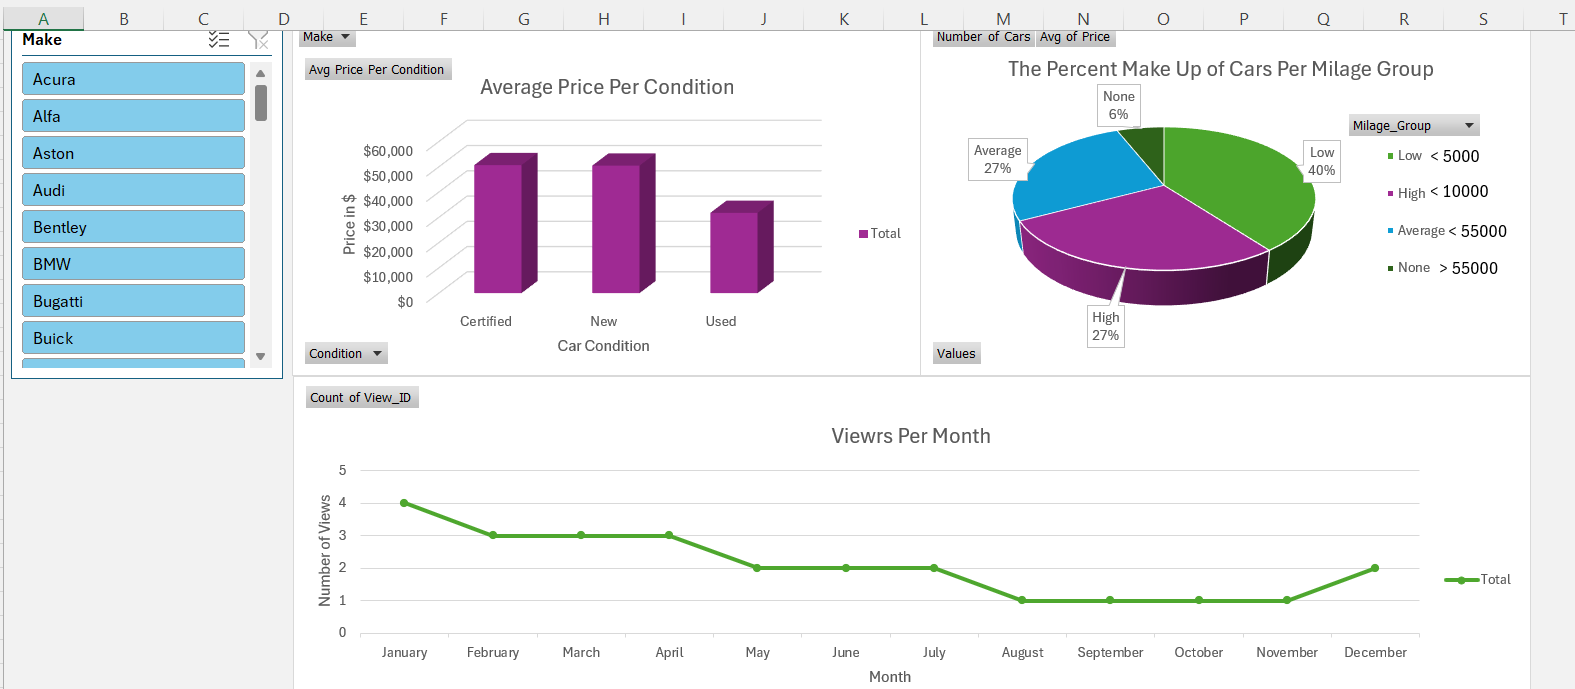 A B C D E F G H I J K L M N O P Q R S T
Make
Acura
Alfa
Aston
Audi
Bentley
BMW
Bugatti
Buick
Make
Avg Price Per Condition
Average Price Per Condition
$60,000
$50,000
$40,000
$30,000
$20,000
$10,000
$0
Price in $
Certified New Used
Car Condition
Total
Condition
Number of Cars Avg of Price
The Percent Make Up of Cars Per Milage Group
None
6%
Average
27%
Low
40%
High
27%
Milage_Group
Low < 5000
High < 10000
Average < 55000
None > 55000
Values
Count of View_ID
Viewrs Per Month
5
4
3
2
1
0
Number of Views
January February March April May June July August September October November December
Month
Total